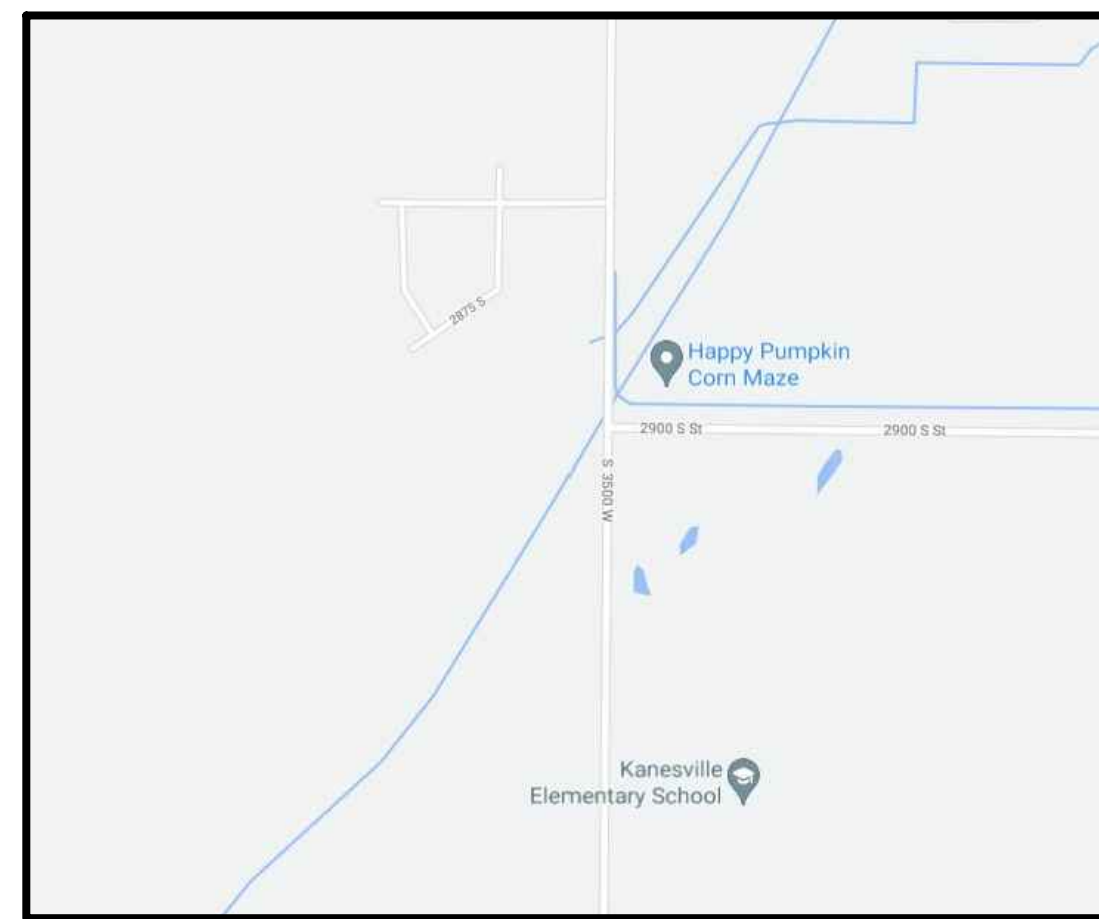 2875 S
Happy Pumpkin
Corn Maze
2900 S St
2900 S St
S 3500 W
Kanesville
Elementary School